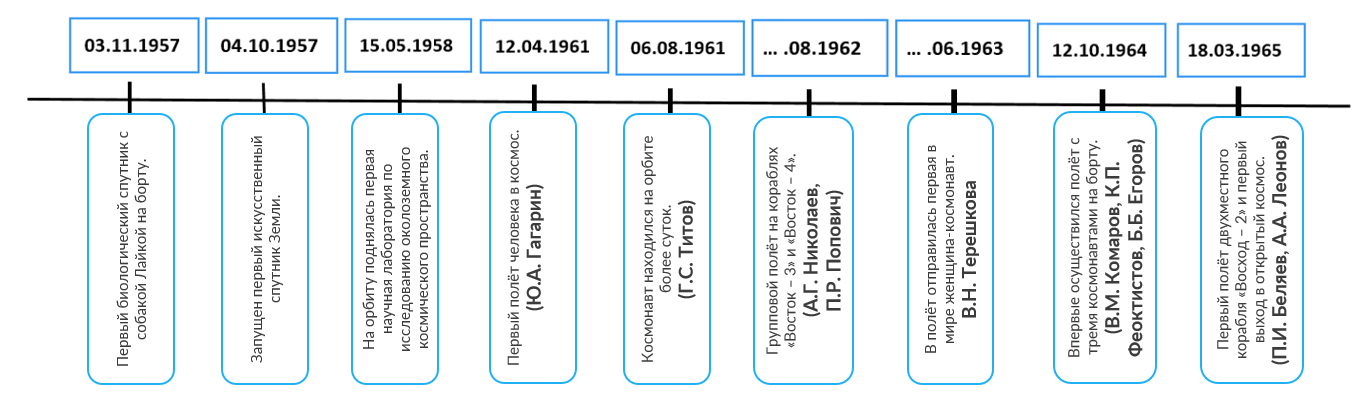 03.11.1957
04.10.1957
15.05.1958
12.04.1961
06.08.1961
... .08.1962
... .06.1963
12.10.1964
18.03.1965
Первый биологический спутник с
собакой Лайкой на борту.
Запущен первый искусственный
спутник Земли.
На орбиту поднялась первая
научная лаборатория по
исследованию околоземного
космического пространства.
Первый полёт человека в космос.
(Ю.А. Гагарин)
Космонавт находился на орбите
более суток.
(Г.С. Титов)
Групповой полёт на кораблях
«Восток – 3» и «Восток – 4».
(А.Г. Николаев,
П.Р. Попович)
В полёт отправилась первая в
мире женщина-космонавт.
В.Н. Терешкова
Впервые осуществился полёт с
тремя космонавтами на борту.
(В.М. Комаров, К.П.
Феоктистов, Б.Б. Егоров)
Первый полёт двухместного
корабля «Восход – 2» и первый
выход в открытый космос.
(П.И. Беляев, А.А. Леонов)